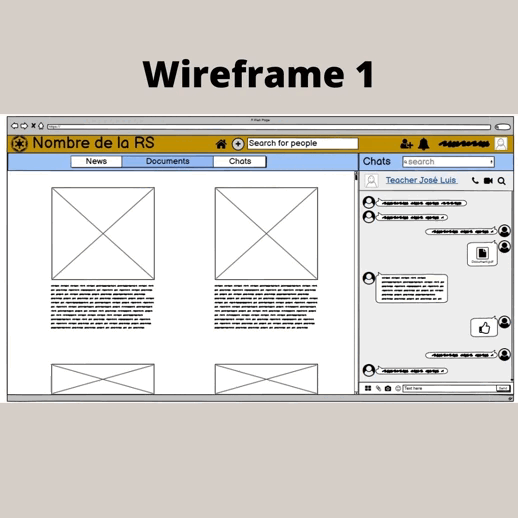 Wireframe 1
A Web Page
https://
Nombre de la RS
Search for people
News
Documents
Chats
Chats
search
Teacher José Luis
Document.pdf
Text here
Send